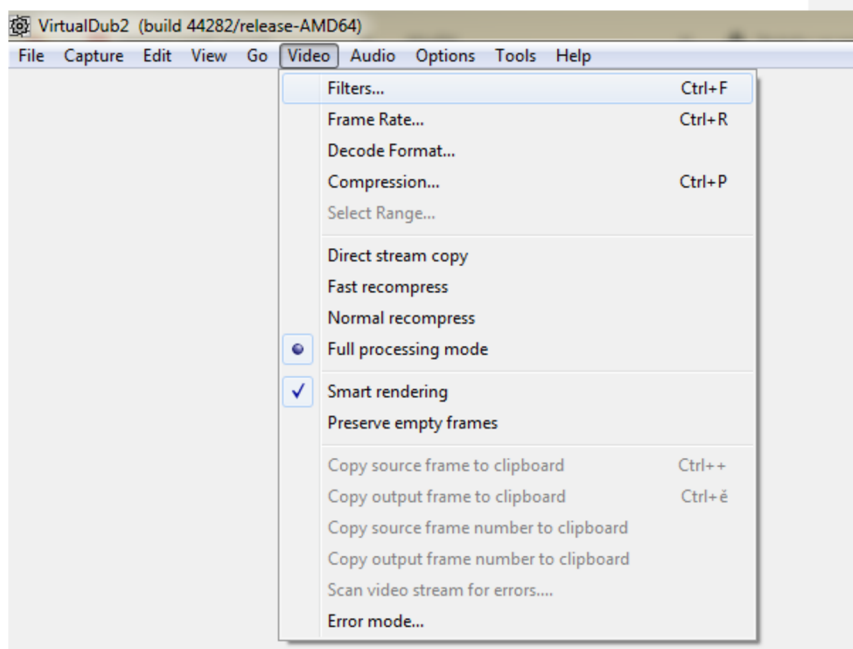 VirtualDub2 (build 44282/release-AMD64)
File Capture Edit View Go Video Audio Options Tools Help
Filters... Ctrl+F
Frame Rate... Ctrl+R
Decode Format...
Compression... Ctrl+P
Select Range...
Direct stream copy
Fast recompress
Normal recompress
Full processing mode
Smart rendering
Preserve empty frames
Copy source frame to clipboard Ctrl++
Copy output frame to clipboard Ctrl+ě
Copy source frame number to clipboard
Copy output frame number to clipboard
Scan video stream for errors....
Error mode...